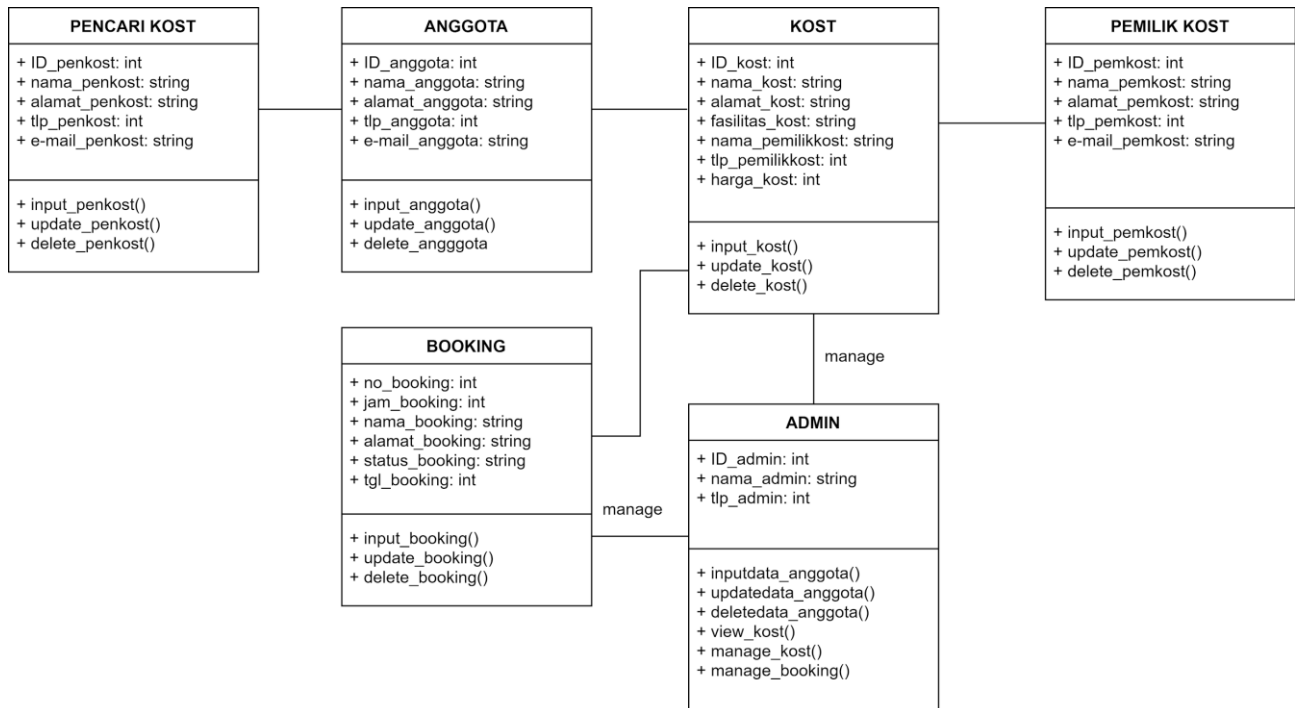 PENCARI KOST
+ ID_penkost: int
+ nama_penkost: string
+ alamat_penkost: string
+ tlp_penkost: int
+ e-mail_penkost: string
+ input_penkost()
+ update_penkost()
+ delete_penkost()
ANGGOTA
+ ID_anggota: int
+ nama_anggota: string
+ alamat_anggota: string
+ tlp_anggota: int
+ e-mail_anggota: string
+ input_anggota()
+ update_anggota()
+ delete_angggota
KOST
+ ID_kost: int
+ nama_kost: string
+ alamat_kost: string
+ fasilitas_kost: string
+ nama_pemilikkost: string
+ tlp_pemilikkost: int
+ harga_kost: int
+ input_kost()
+ update_kost()
+ delete_kost()
PEMILIK KOST
+ ID_pemkost: int
+ nama_pemkost: string
+ alamat_pemkost: string
+ tlp_pemkost: int
+ e-mail_pemkost: string
+ input_pemkost()
+ update_pemkost()
+ delete_pemkost()
BOOKING
+ no_booking: int
+ jam_booking: int
+ nama_booking: string
+ alamat_booking: string
+ status_booking: string
+ tgl_booking: int
+ input_booking()
+ update_booking()
+ delete_booking()
manage
manage
ADMIN
+ ID_admin: int
+ nama_admin: string
+ tlp_admin: int
+ inputdata_anggota()
+ updatedata_anggota()
+ deletedata_anggota()
+ view_kost()
+ manage_kost()
+ manage_booking()